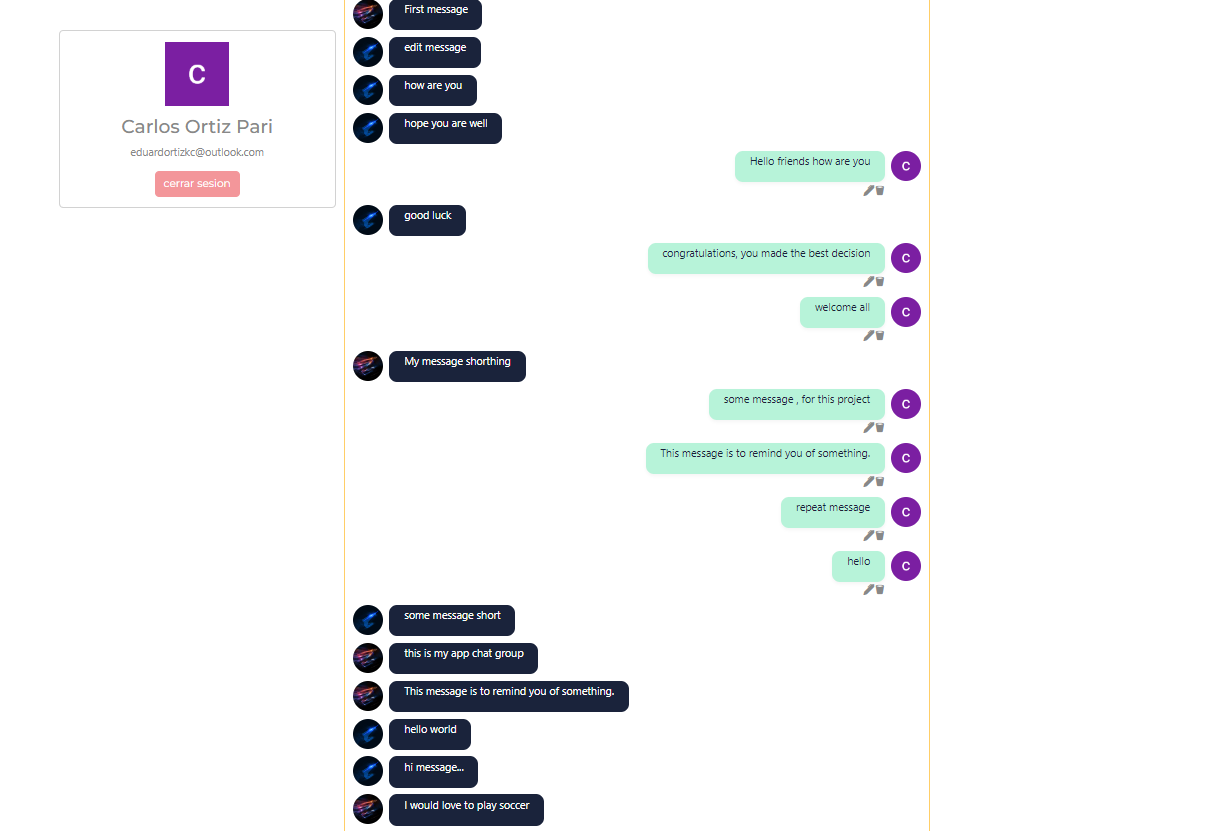 C
Carlos Ortiz Pari
eduardortizkc@outlook.com
cerrar sesion
First message
edit message
how are you
hope you are well
Hello friends how are you
C
good luck
congratulations, you made the best decision
C
welcome all
C
My message shorthing
some message , for this project
C
This message is to remind you of something.
C
repeat message
C
hello
C
some message short
this is my app chat group
This message is to remind you of something.
hello world
hi message...
I would love to play soccer